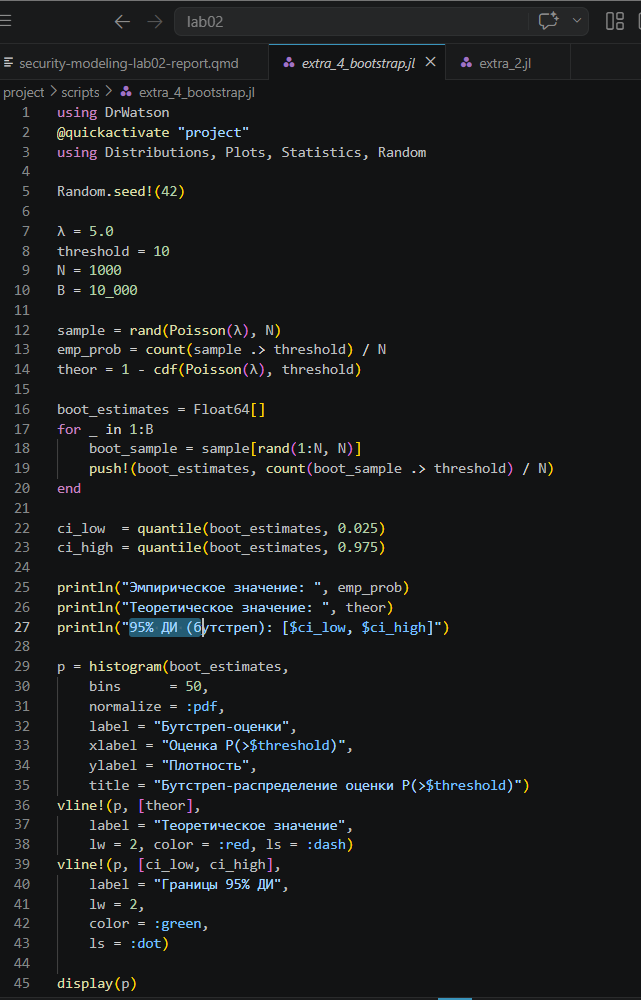 lab02
security-modeling-lab02-report.qmd
extra_4_bootstrap.jl
extra_2.jl
project > scripts > extra_4_bootstrap.jl
1 using DrWatson
2 @quickactivate "project"
3 using Distributions, Plots, Statistics, Random
4
5 Random.seed!(42)
6
7 λ = 5.0
8 threshold = 10
9 N = 1000
10 B = 10_000
11
12 sample = rand(Poisson(λ), N)
13 emp_prob = count(sample .> threshold) / N
14 theor = 1 - cdf(Poisson(λ), threshold)
15
16 boot_estimates = Float64[]
17 for _ in 1:B
18     boot_sample = sample[rand(1:N, N)]
19     push!(boot_estimates, count(boot_sample .> threshold) / N)
20 end
21
22 ci_low  = quantile(boot_estimates, 0.025)
23 ci_high = quantile(boot_estimates, 0.975)
24
25 println("Эмпирическое значение: ", emp_prob)
26 println("Теоретическое значение: ", theor)
27 println("95% ДИ (бутстреп): [$ci_low, $ci_high]")
28
29 p = histogram(boot_estimates,
30     bins      = 50,
31     normalize = :pdf,
32     label = "Бутстреп-оценки",
33     xlabel = "Оценка P(>$threshold)",
34     ylabel = "Плотность",
35     title = "Бутстреп-распределение оценки P(>$threshold)")
36 vline!(p, [theor],
37     label = "Теоретическое значение",
38     lw = 2, color = :red, ls = :dash)
39 vline!(p, [ci_low, ci_high],
40     label = "Границы 95% ДИ",
41     lw = 2,
42     color = :green,
43     ls = :dot)
44
45 display(p)